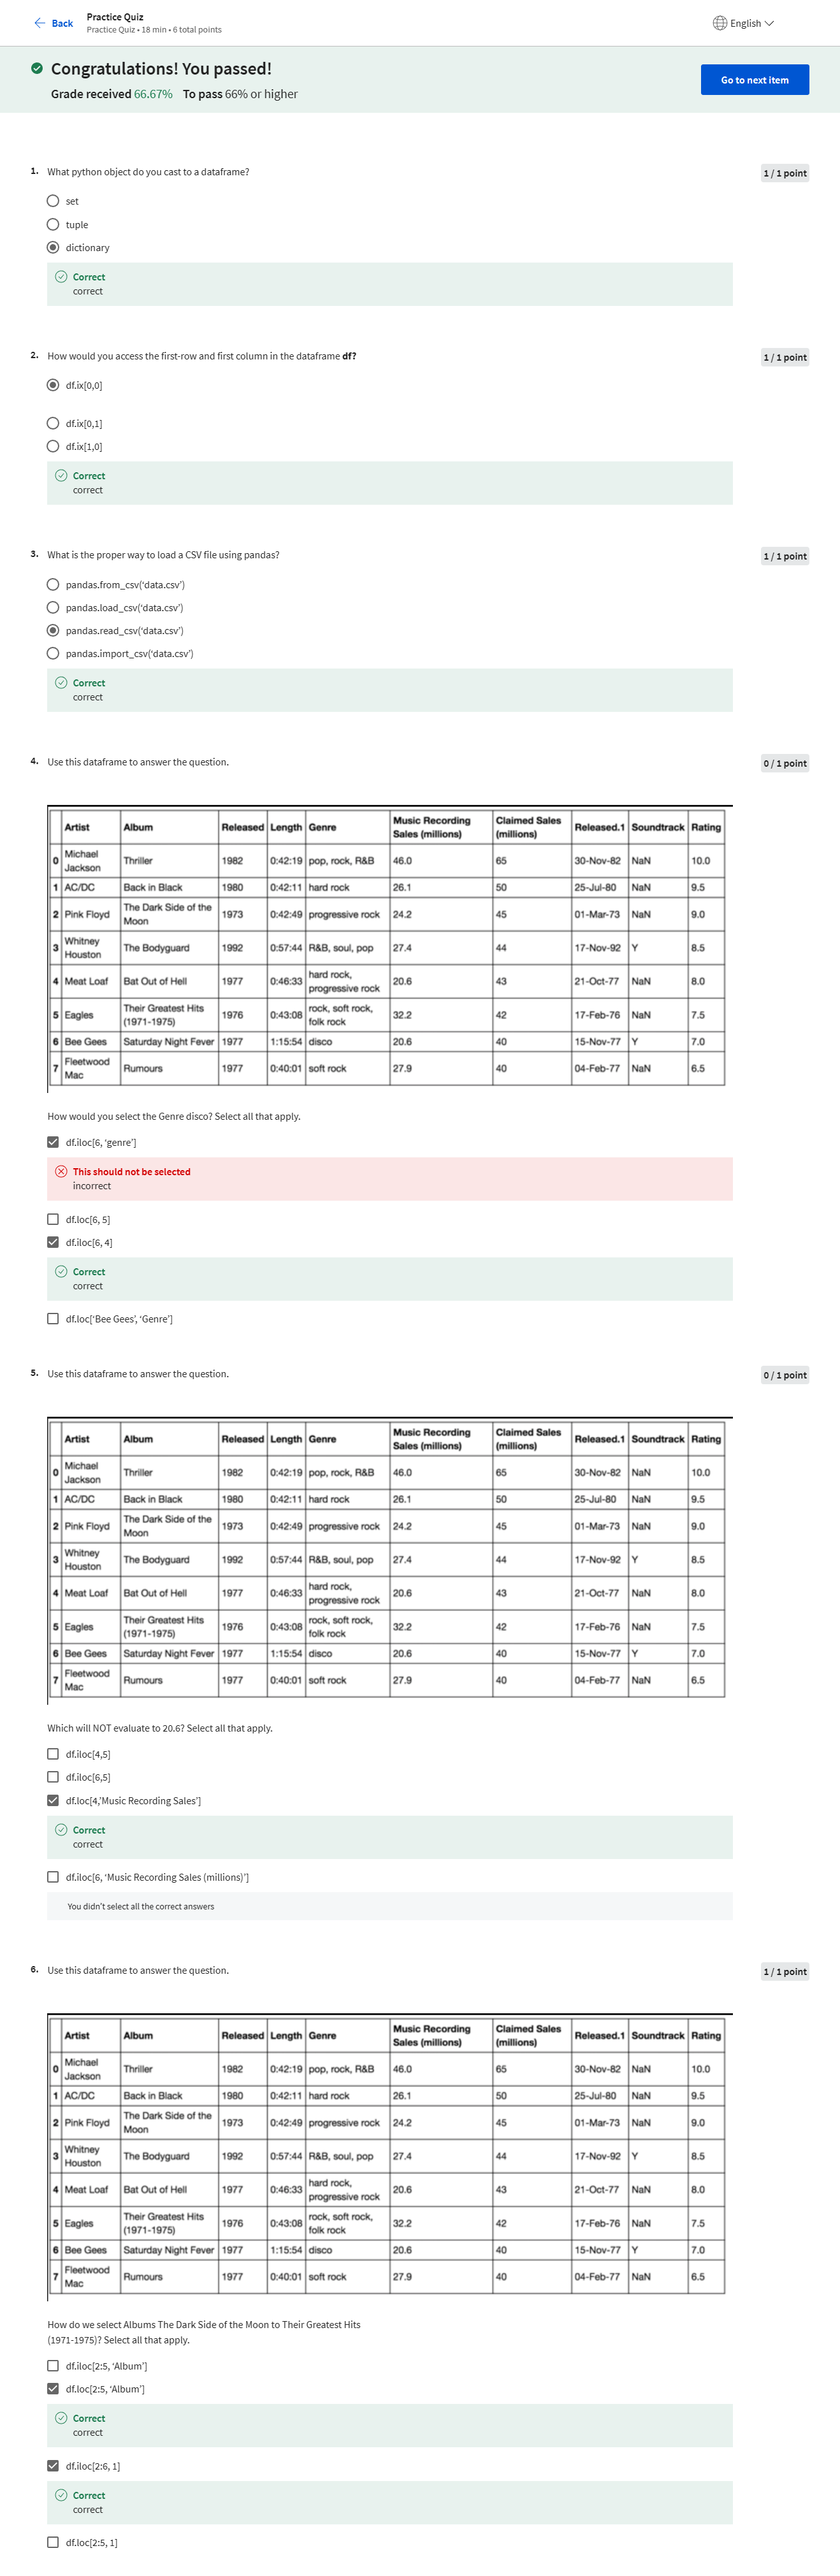 Back
Practice Quiz
Practice Quiz • 18 min • 6 total points
English
Congratulations! You passed!
Grade received 66.67% To pass 66% or higher
Go to next item
1. What python object do you cast to a dataframe?
1 / 1 point
set
tuple
dictionary
Correct
correct
2. How would you access the first-row and first column in the dataframe df?
1 / 1 point
df.ix[0,0]
df.ix[0,1]
df.ix[1,0]
Correct
correct
3. What is the proper way to load a CSV file using pandas?
1 / 1 point
pandas.from_csv(‘data.csv’)
pandas.load_csv(‘data.csv’)
pandas.read_csv(‘data.csv’)
pandas.import_csv(‘data.csv’)
Correct
correct
4. Use this dataframe to answer the question.
0 / 1 point
Artist Album Released Length Genre Music Recording Sales (millions) Claimed Sales (millions) Released.1 Soundtrack Rating
0 Michael Jackson Thriller 1982 0:42:19 pop, rock, R&B 46.0 65 30-Nov-82 NaN 10.0
1 AC/DC Back in Black 1980 0:42:11 hard rock 26.1 50 25-Jul-80 NaN 9.5
2 Pink Floyd The Dark Side of the Moon 1973 0:42:49 progressive rock 24.2 45 01-Mar-73 NaN 9.0
3 Whitney Houston The Bodyguard 1992 0:57:44 R&B, soul, pop 27.4 44 17-Nov-92 Y 8.5
4 Meat Loaf Bat Out of Hell 1977 0:46:33 hard rock, progressive rock 20.6 43 21-Oct-77 NaN 8.0
5 Eagles Their Greatest Hits (1971-1975) 1976 0:43:08 rock, soft rock, folk rock 32.2 42 17-Feb-76 NaN 7.5
6 Bee Gees Saturday Night Fever 1977 1:15:54 disco 20.6 40 15-Nov-77 Y 7.0
7 Fleetwood Mac Rumours 1977 0:40:01 soft rock 27.9 40 04-Feb-77 NaN 6.5
How would you select the Genre disco? Select all that apply.
df.iloc[6, ‘genre’]
This should not be selected
incorrect
df.loc[6, 5]
df.iloc[6, 4]
Correct
correct
df.loc[‘Bee Gees’, ‘Genre’]
5. Use this dataframe to answer the question.
0 / 1 point
Artist Album Released Length Genre Music Recording Sales (millions) Claimed Sales (millions) Released.1 Soundtrack Rating
0 Michael Jackson Thriller 1982 0:42:19 pop, rock, R&B 46.0 65 30-Nov-82 NaN 10.0
1 AC/DC Back in Black 1980 0:42:11 hard rock 26.1 50 25-Jul-80 NaN 9.5
2 Pink Floyd The Dark Side of the Moon 1973 0:42:49 progressive rock 24.2 45 01-Mar-73 NaN 9.0
3 Whitney Houston The Bodyguard 1992 0:57:44 R&B, soul, pop 27.4 44 17-Nov-92 Y 8.5
4 Meat Loaf Bat Out of Hell 1977 0:46:33 hard rock, progressive rock 20.6 43 21-Oct-77 NaN 8.0
5 Eagles Their Greatest Hits (1971-1975) 1976 0:43:08 rock, soft rock, folk rock 32.2 42 17-Feb-76 NaN 7.5
6 Bee Gees Saturday Night Fever 1977 1:15:54 disco 20.6 40 15-Nov-77 Y 7.0
7 Fleetwood Mac Rumours 1977 0:40:01 soft rock 27.9 40 04-Feb-77 NaN 6.5
Which will NOT evaluate to 20.6? Select all that apply.
df.iloc[4,5]
df.iloc[6,5]
df.loc[4,’Music Recording Sales’]
Correct
correct
df.iloc[6, ‘Music Recording Sales (millions)’]
You didn’t select all the correct answers
6. Use this dataframe to answer the question.
1 / 1 point
Artist Album Released Length Genre Music Recording Sales (millions) Claimed Sales (millions) Released.1 Soundtrack Rating
0 Michael Jackson Thriller 1982 0:42:19 pop, rock, R&B 46.0 65 30-Nov-82 NaN 10.0
1 AC/DC Back in Black 1980 0:42:11 hard rock 26.1 50 25-Jul-80 NaN 9.5
2 Pink Floyd The Dark Side of the Moon 1973 0:42:49 progressive rock 24.2 45 01-Mar-73 NaN 9.0
3 Whitney Houston The Bodyguard 1992 0:57:44 R&B, soul, pop 27.4 44 17-Nov-92 Y 8.5
4 Meat Loaf Bat Out of Hell 1977 0:46:33 hard rock, progressive rock 20.6 43 21-Oct-77 NaN 8.0
5 Eagles Their Greatest Hits (1971-1975) 1976 0:43:08 rock, soft rock, folk rock 32.2 42 17-Feb-76 NaN 7.5
6 Bee Gees Saturday Night Fever 1977 1:15:54 disco 20.6 40 15-Nov-77 Y 7.0
7 Fleetwood Mac Rumours 1977 0:40:01 soft rock 27.9 40 04-Feb-77 NaN 6.5
How do we select Albums The Dark Side of the Moon to Their Greatest Hits
(1971-1975)? Select all that apply.
df.iloc[2:5, ‘Album’]
df.loc[2:5, ‘Album’]
Correct
correct
df.iloc[2:6, 1]
Correct
correct
df.loc[2:5, 1]